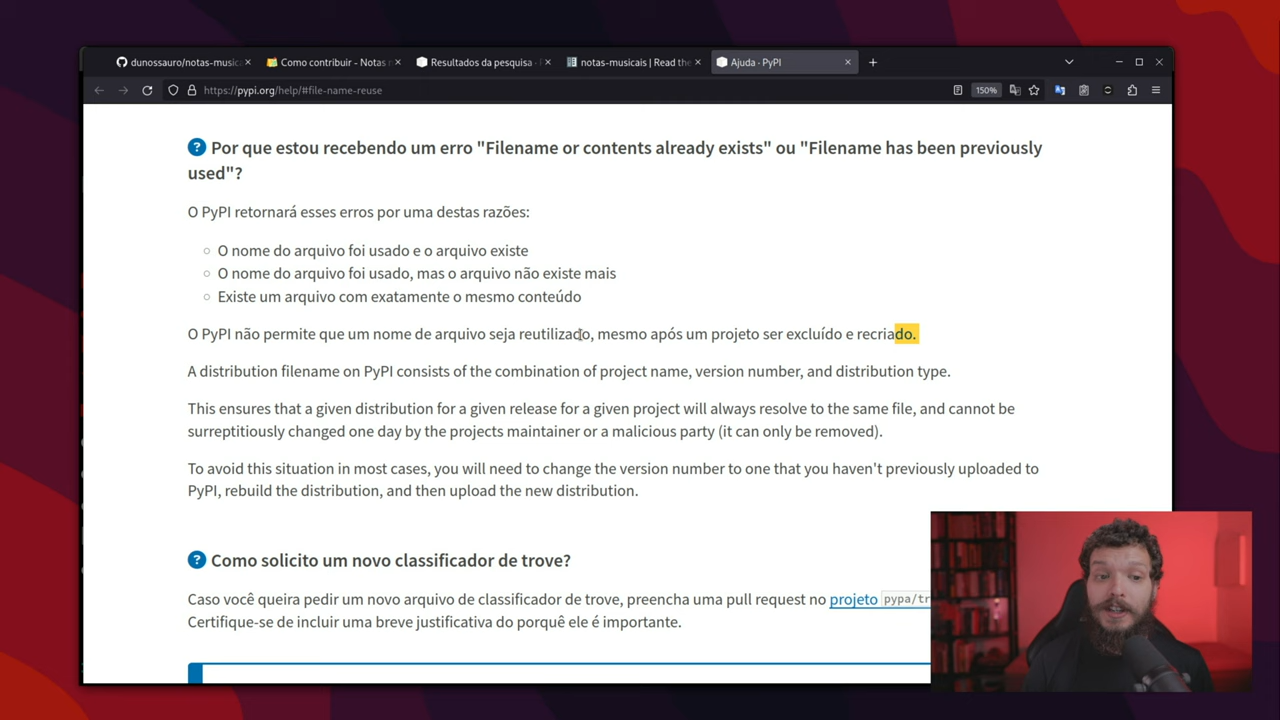 dunossauro/notas-musica
Como contribuir - Notas
Resultados da pesquisa ·
notas-musicais | Read the
Ajuda · PyPI
https://pypi.org/help/#file-name-reuse
150%
Por que estou recebendo um erro "Filename or contents already exists" ou "Filename has been previously
used"?
O PyPI retornará esses erros por uma destas razões:
O nome do arquivo foi usado e o arquivo existe
O nome do arquivo foi usado, mas o arquivo não existe mais
Existe um arquivo com exatamente o mesmo conteúdo
O PyPI não permite que um nome de arquivo seja reutilizado, mesmo após um projeto ser excluído e recriado.
A distribution filename on PyPI consists of the combination of project name, version number, and distribution type.
This ensures that a given distribution for a given release for a given project will always resolve to the same file, and cannot be
surreptitiously changed one day by the projects maintainer or a malicious party (it can only be removed).
To avoid this situation in most cases, you will need to change the version number to one that you haven't previously uploaded to
PyPI, rebuild the distribution, and then upload the new distribution.
Como solicito um novo classificador de trove?
Caso você queira pedir um novo arquivo de classificador de trove, preencha uma pull request no projeto pypa/tr
Certifique-se de incluir uma breve justificativa do porquê ele é importante.